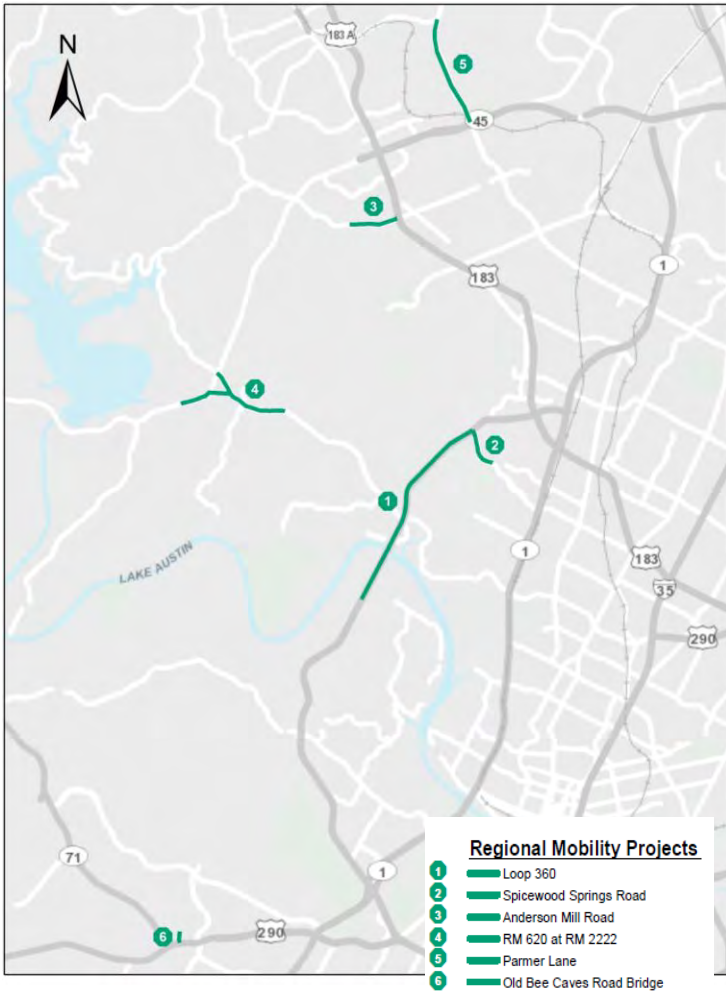 N
183 A
5
45
3
1
183
4
2
1
LAKE AUSTIN
1
183
35
290
71
1
6
290
Regional Mobility Projects
1 Loop 360
2 Spicewood Springs Road
3 Anderson Mill Road
4 RM 620 at RM 2222
5 Parmer Lane
6 Old Bee Caves Road Bridge